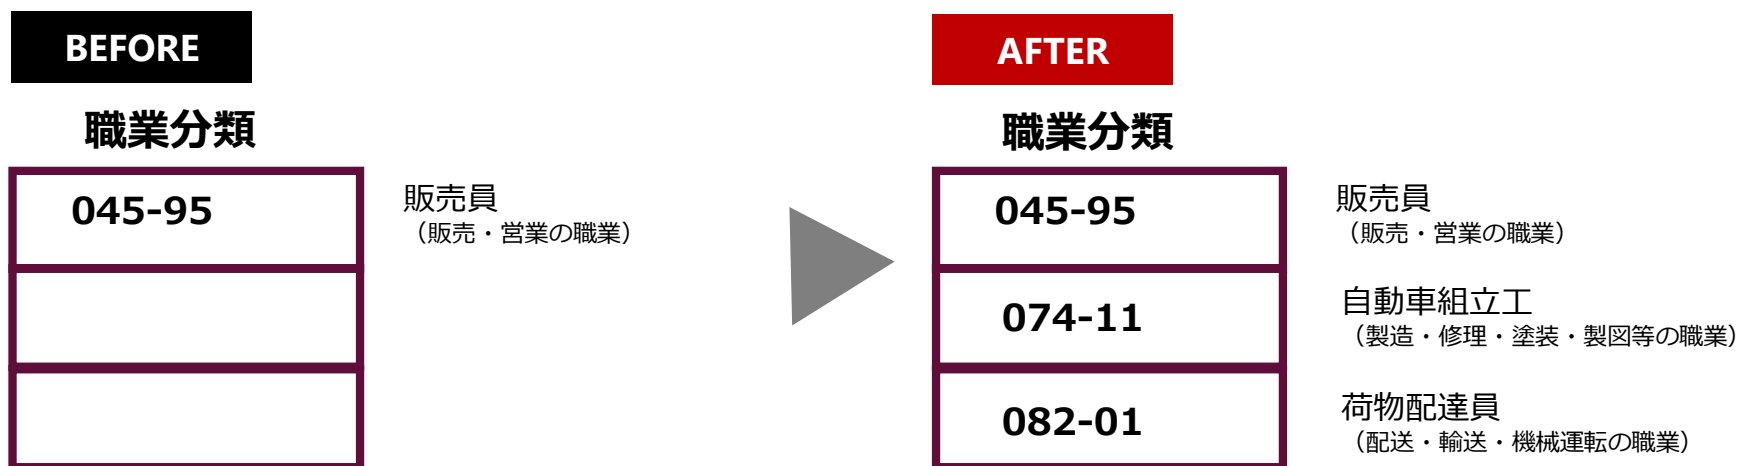 BEFORE
職業分類
045-95
販売員
（販売・営業の職業）
AFTER
職業分類
045-95
販売員
（販売・営業の職業）
074-11
自動車組立工
（製造・修理・塗装・製図等の職業）
082-01
荷物配達員
（配送・輸送・機械運転の職業）